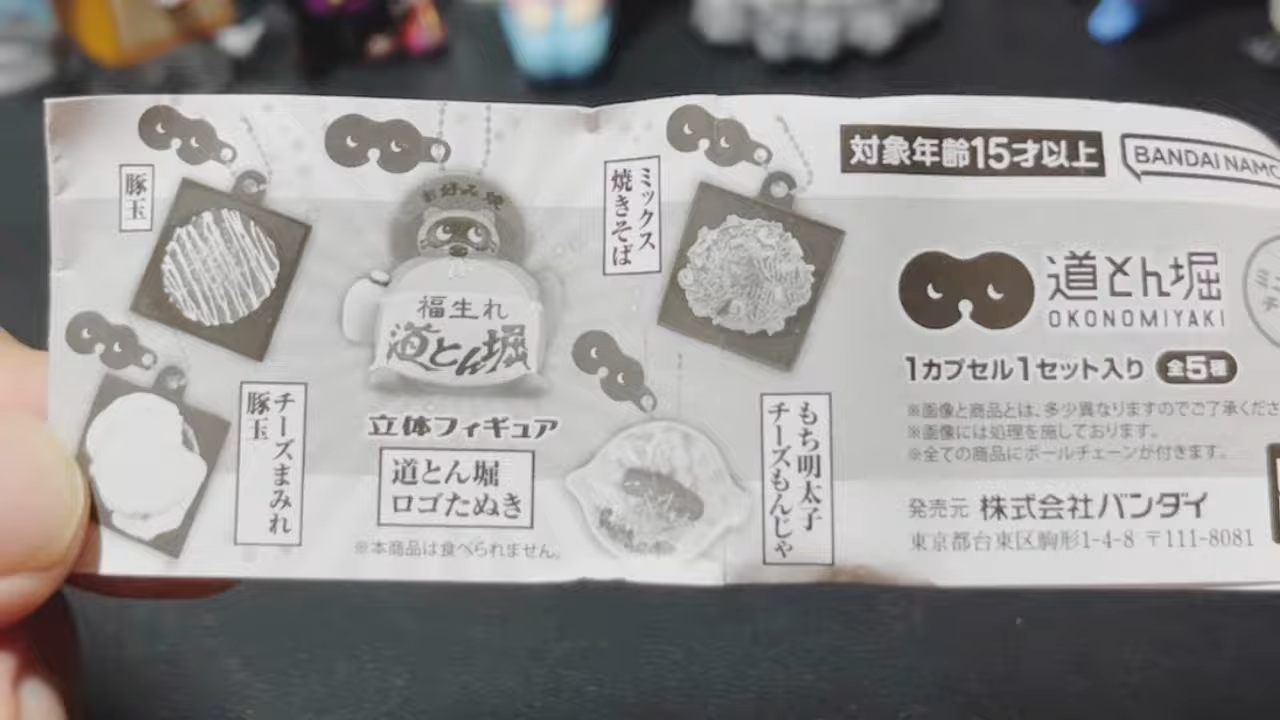 豚玉
お好み焼
福生れ
道とん堀
ミックス
焼きそば
チーズまみれ
豚玉
立体フィギュア
道とん堀
ロゴたぬき
※本商品は食べられません。
もち明太子
チーズもんじゃ
対象年齢15才以上
BANDAI NAMC
道とん堀
OKONOMIYAKI
1カプセル1セット入り 全5種
※画像と商品とは、多少異なりますのでご了承くださ
※画像には処理を施しております。
※全ての商品にボールチェーンが付きます。
発売元 株式会社バンダイ
東京都台東区駒形1-4-8 〒111-8081